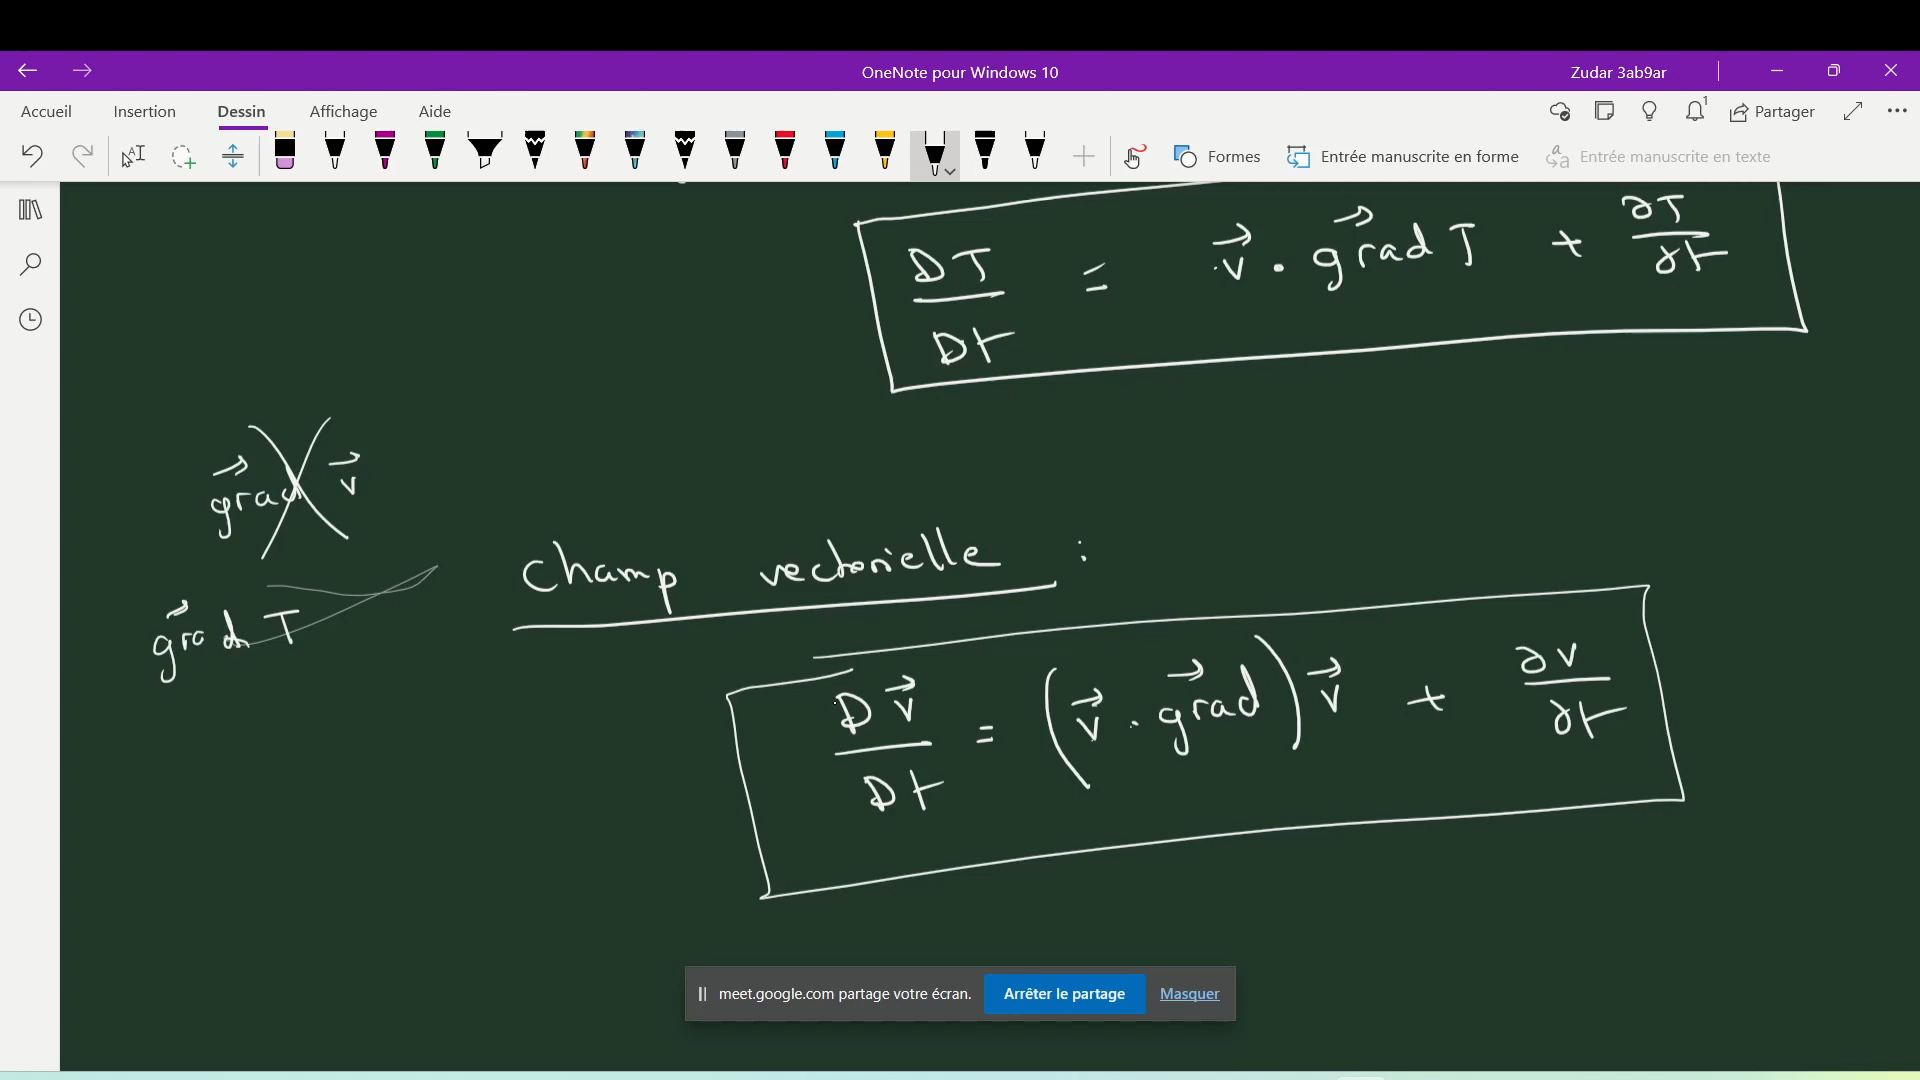 OneNote pour Windows 10
Zudar 3ab9ar
Accueil Insertion Dessin Affichage Aide
1
Partager
Formes Entrée manuscrite en forme Entrée manuscrite en texte
DT/Dt = v⃗ · grad⃗ T + ∂T/∂t
grad⃗ v⃗
grad⃗ T
Champ vectorielle :
Dv⃗/Dt = (v⃗ · grad⃗) v⃗ + ∂v/∂t
meet.google.com partage votre écran. Arrêter le partage Masquer